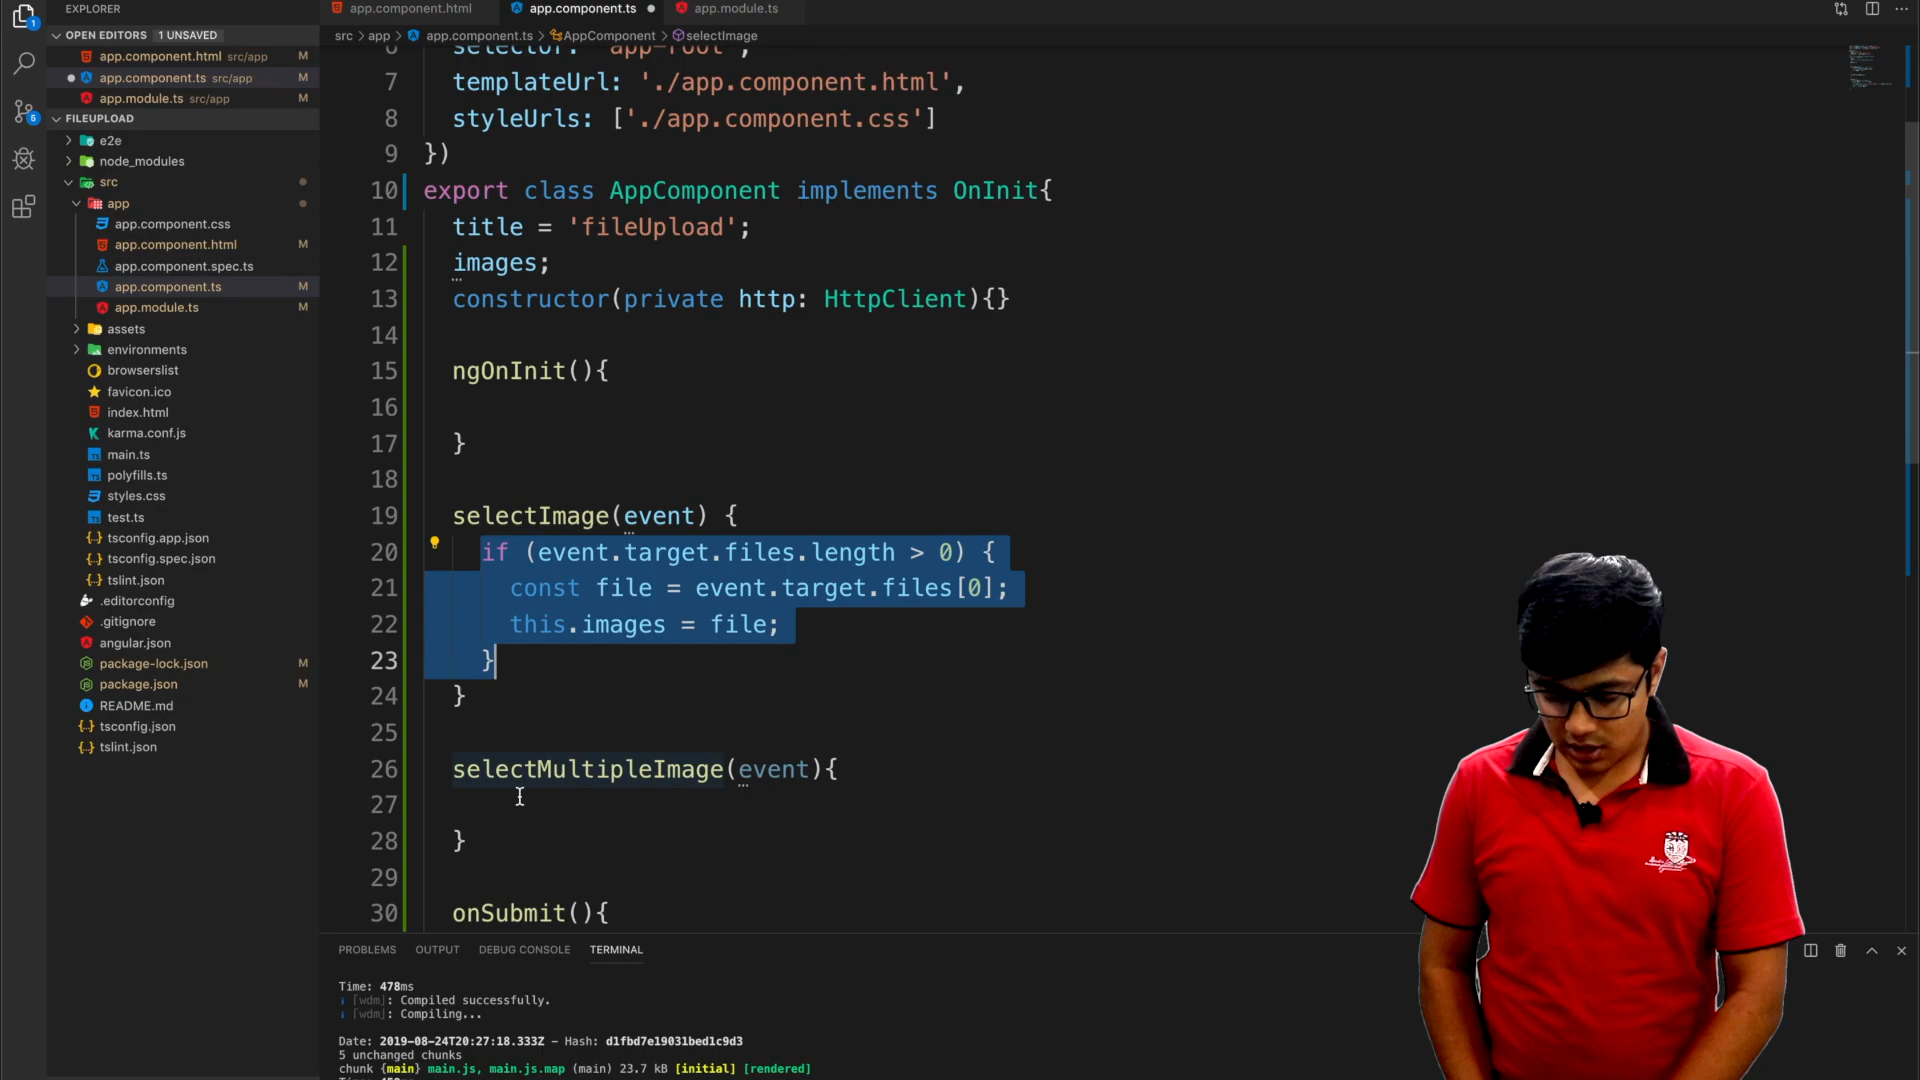 EXPLORER
OPEN EDITORS 1 UNSAVED
app.component.html src/app M
app.component.ts src/app M
app.module.ts src/app M
FILEUPLOAD
e2e
node_modules
src
app
app.component.css
app.component.html M
app.component.spec.ts
app.component.ts M
app.module.ts M
assets
environments
browserslist
favicon.ico
index.html
karma.conf.js
main.ts
polyfills.ts
styles.css
test.ts
tsconfig.app.json
tsconfig.spec.json
tslint.json
.editorconfig
.gitignore
angular.json
package-lock.json M
package.json M
README.md
tsconfig.json
tslint.json
1
6
app.component.html app.component.ts app.module.ts
src > app > app.component.ts > AppComponent > selectImage
6 selector: 'app-root',
7 templateUrl: './app.component.html',
8 styleUrls: ['./app.component.css']
9 })
10 export class AppComponent implements OnInit{
11 title = 'fileUpload';
12 images;
13 constructor(private http: HttpClient){}
14
15 ngOnInit(){
16
17 }
18
19 selectImage(event) {
20 if (event.target.files.length > 0) {
21 const file = event.target.files[0];
22 this.images = file;
23 }
24 }
25
26 selectMultipleImage(event){
27
28 }
29
30 onSubmit(){
PROBLEMS OUTPUT DEBUG CONSOLE TERMINAL
Time: 478ms
i ｢wdm｣: Compiled successfully.
i ｢wdm｣: Compiling...
Date: 2019-08-24T20:27:18.333Z - Hash: d1fbd7e19031bed1c9d3
5 unchanged chunks
chunk {main} main.js, main.js.map (main) 23.7 kB [initial] [rendered]